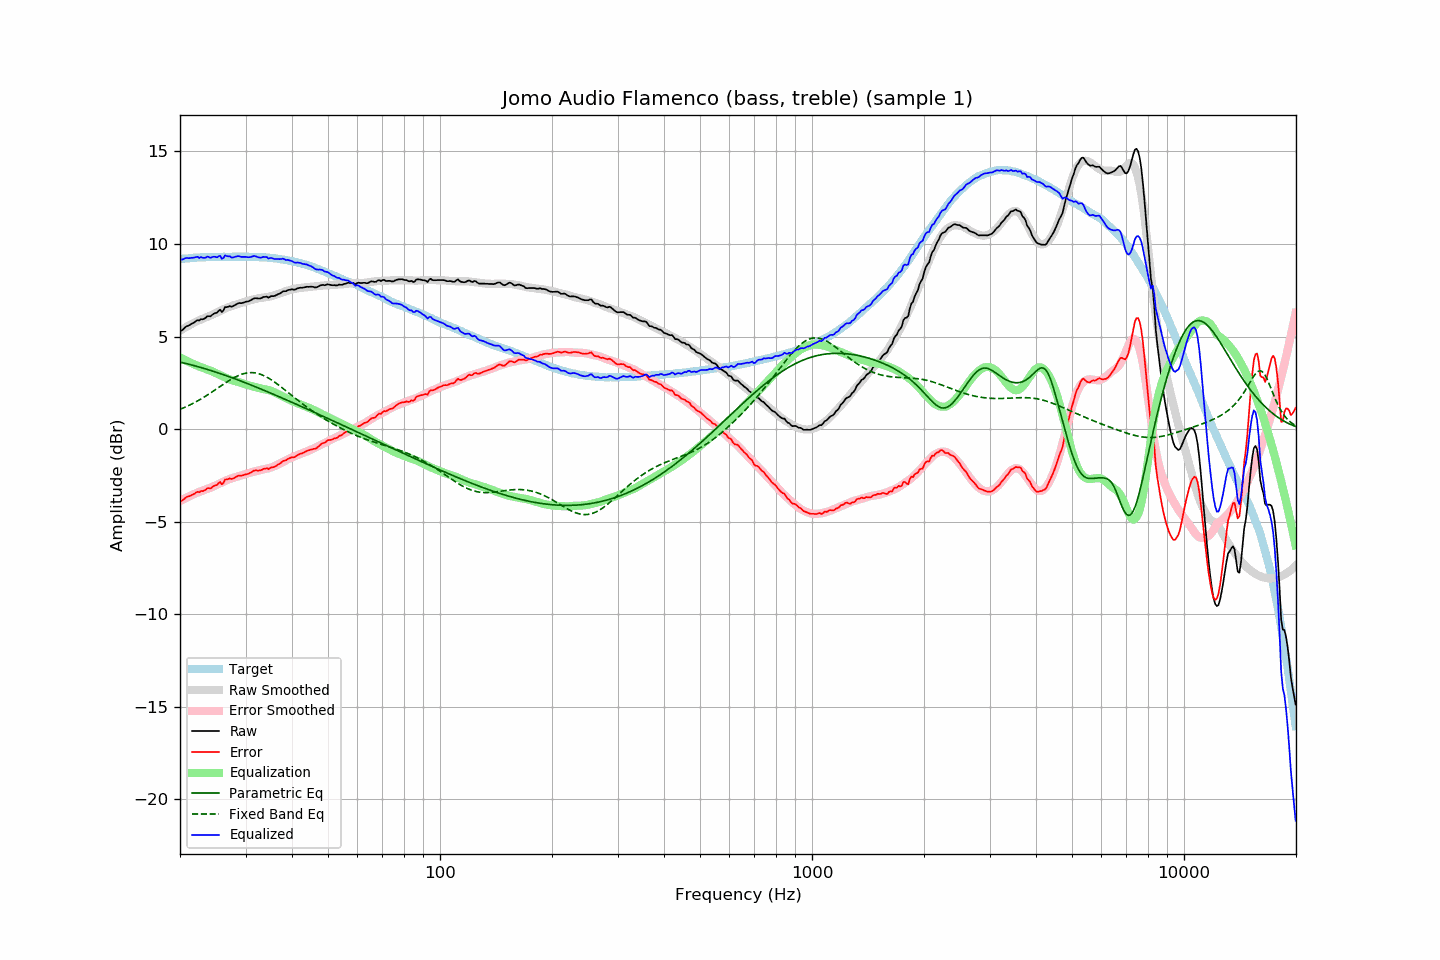 Jomo Audio Flamenco (bass, treble) (sample 1)
15
10
5
0
−5
−10
−15
−20
Amplitude (dBr)
Target
Raw Smoothed
Error Smoothed
Raw
Error
Equalization
Parametric Eq
Fixed Band Eq
Equalized
100
1000
10000
Frequency (Hz)